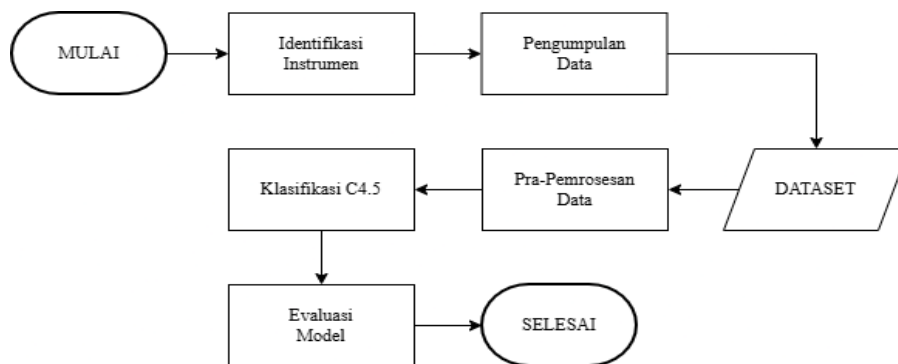 MULAI
Identifikasi
Instrumen
Pengumpulan
Data
DATASET
Pra-Pemrosesan
Data
Klasifikasi C4.5
Evaluasi
Model
SELESAI